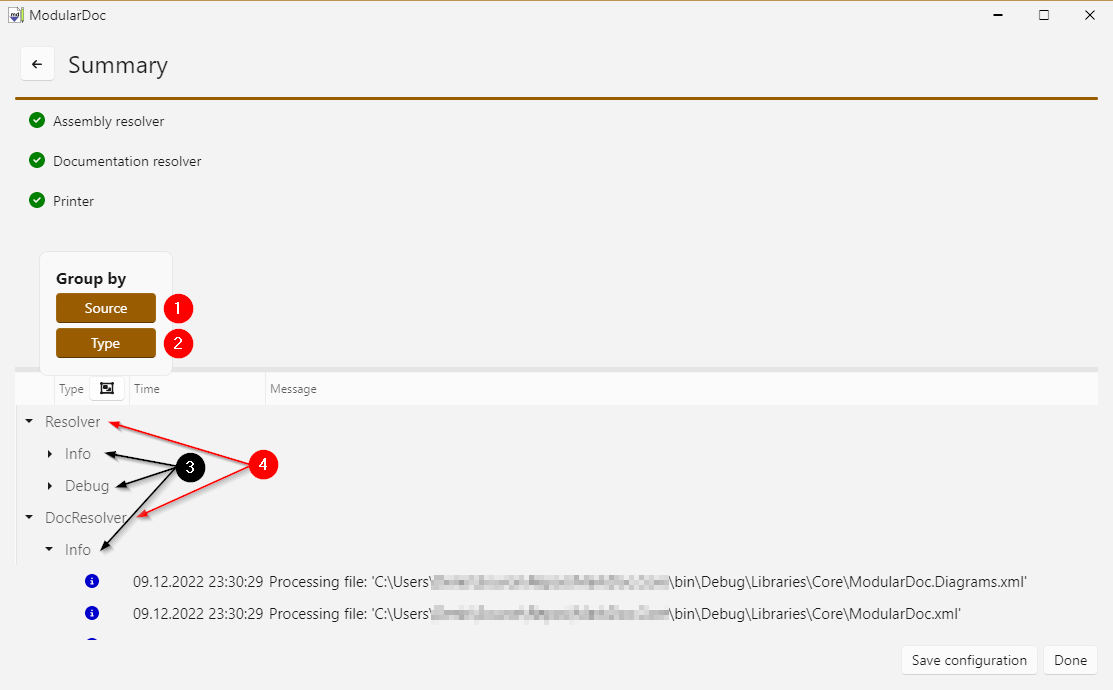 ModularDoc
Summary
Assembly resolver
Documentation resolver
Printer
Group by
Source 1
Type 2
Type Time Message
Resolver
Info
3 4
Debug
DocResolver
Info
09.12.2022 23:30:29 Processing file: 'C:\Users\ \bin\Debug\Libraries\Core\ModularDoc.Diagrams.xml'
09.12.2022 23:30:29 Processing file: 'C:\Users\ \bin\Debug\Libraries\Core\ModularDoc.xml'
Save configuration Done